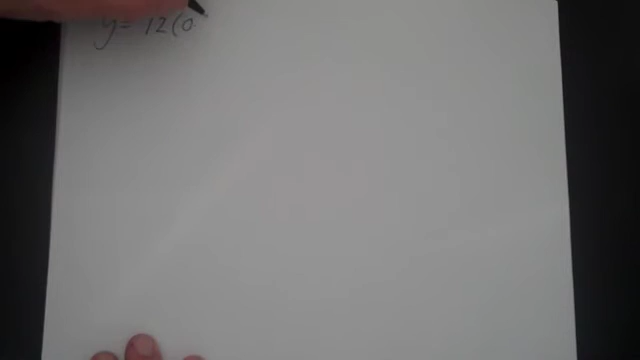 y = 12(0.